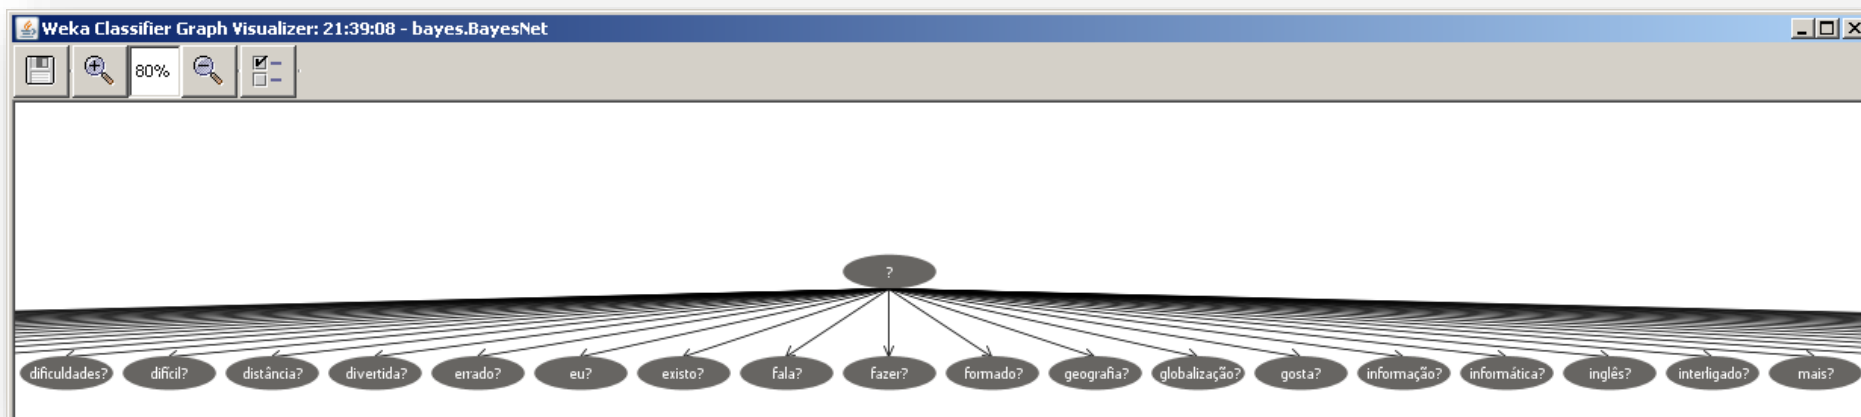 Weka Classifier Graph Visualizer: 21:39:08 - bayes.BayesNet
80%
?
dificuldades? difícil? distância? divertida? errado? eu? existo? fala? fazer? formado? geografia? globalização? gosta? informação? informática? inglês? interligado? mais?